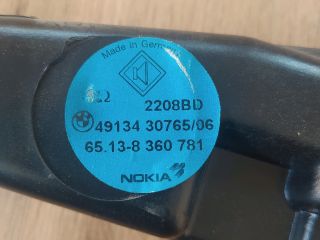 Made in Germany
Ω 2208BD
49134 30765/06
65.13-8 360 781
NOKIA